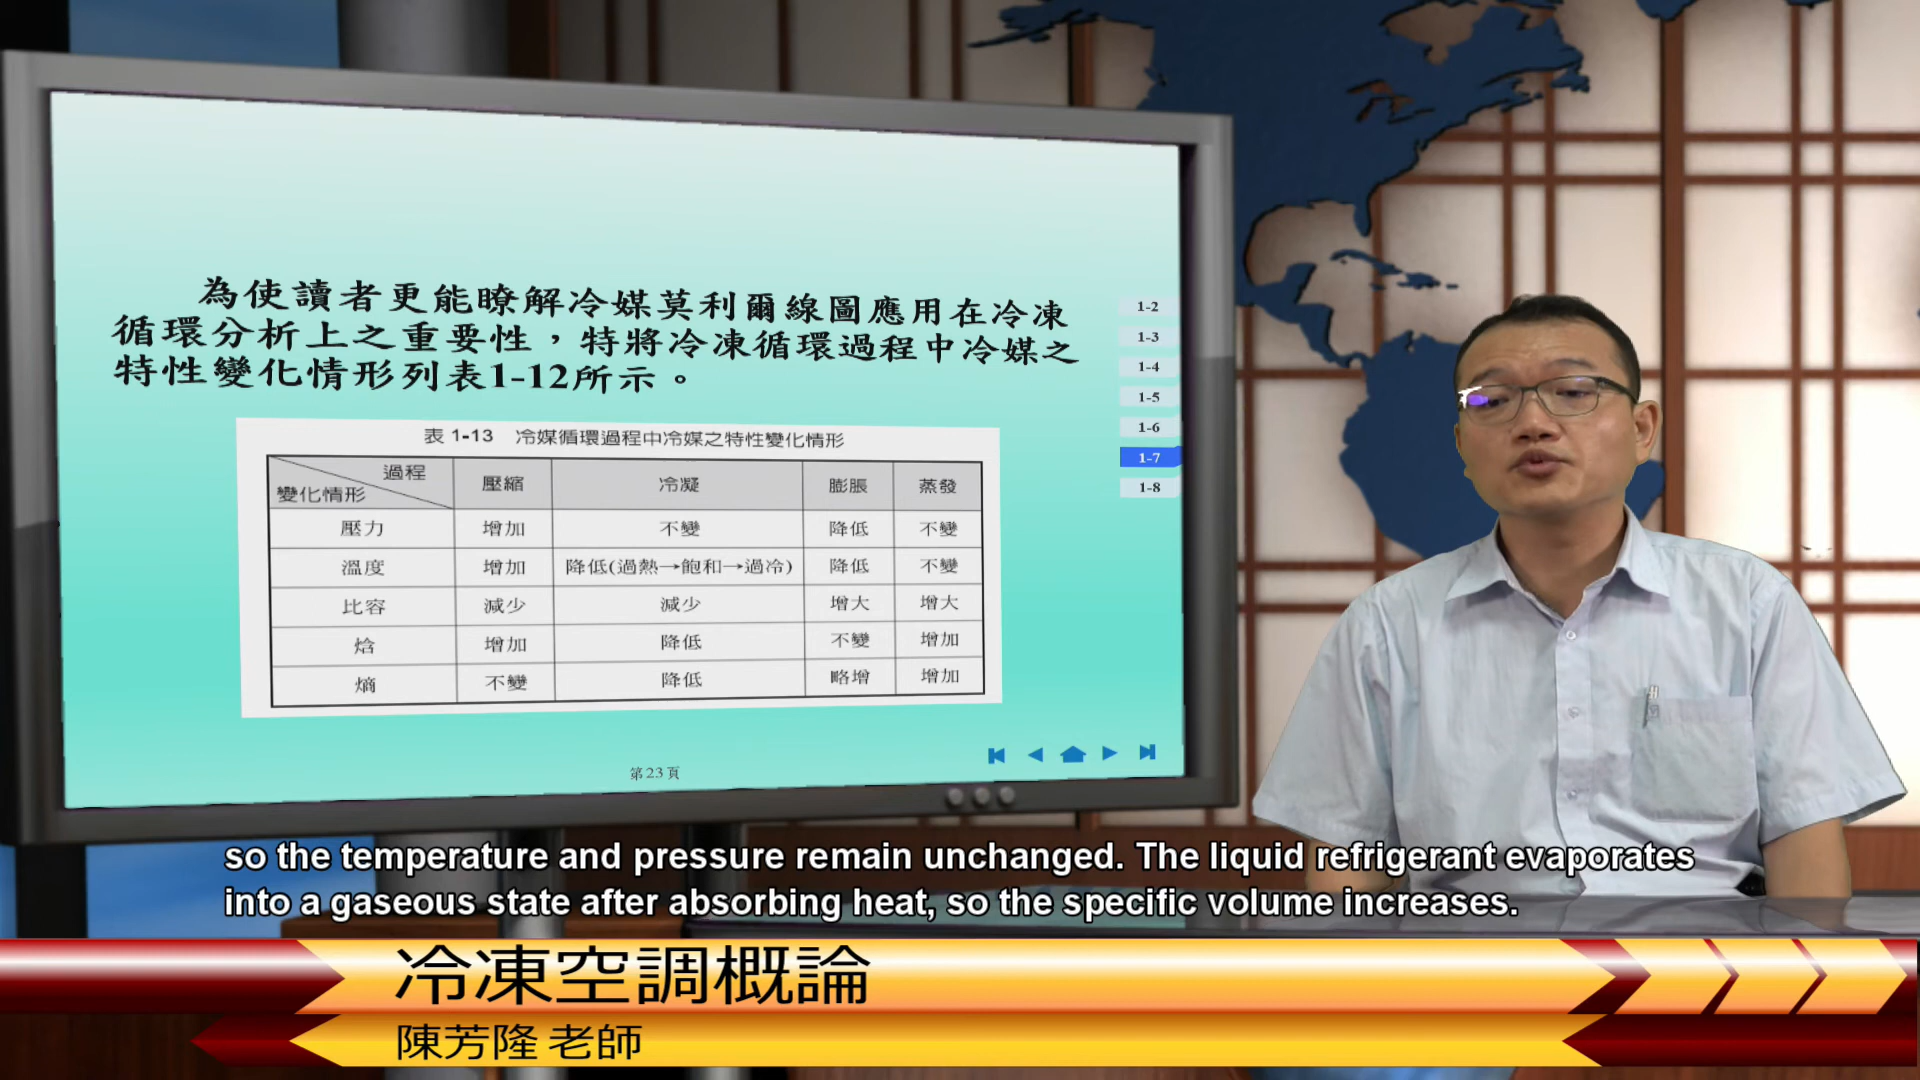 為使讀者更能瞭解冷媒莫利爾線圖應用在冷凍
循環分析上之重要性，特將冷凍循環過程中冷媒之
特性變化情形列表1-12所示。
表 1-13 冷媒循環過程中冷媒之特性變化情形
過程
變化情形 壓縮 冷凝 膨脹 蒸發
壓力 增加 不變 降低 不變
溫度 增加 降低(過熱→飽和→過冷) 降低 不變
比容 減少 減少 增大 增大
焓 增加 降低 不變 增加
熵 不變 降低 略增 增加
1-2
1-3
1-4
1-5
1-6
1-7
1-8
第23頁
so the temperature and pressure remain unchanged. The liquid refrigerant evaporates
into a gaseous state after absorbing heat, so the specific volume increases.
冷凍空調概論
陳芳隆 老師